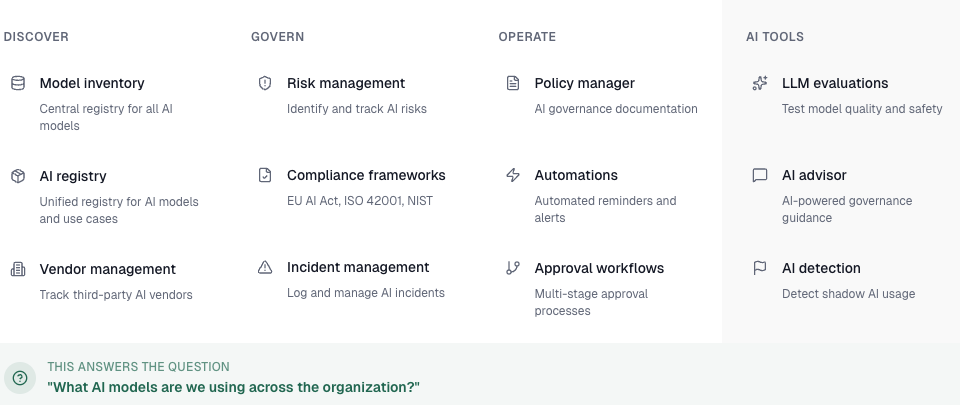 DISCOVER
Model inventory
Central registry for all AI
models
AI registry
Unified registry for AI models
and use cases
Vendor management
Track third-party AI vendors
GOVERN
Risk management
Identify and track AI risks
Compliance frameworks
EU AI Act, ISO 42001, NIST
Incident management
Log and manage AI incidents
OPERATE
Policy manager
AI governance documentation
Automations
Automated reminders and
alerts
Approval workflows
Multi-stage approval
processes
AI TOOLS
LLM evaluations
Test model quality and safety
AI advisor
AI-powered governance
guidance
AI detection
Detect shadow AI usage
THIS ANSWERS THE QUESTION
"What AI models are we using across the organization?"